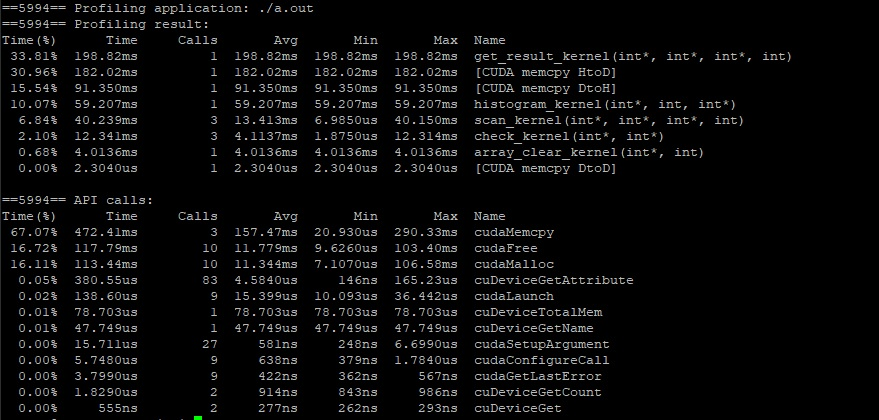 ==5994== Profiling application: ./a.out
==5994== Profiling result:
Time(%)      Time     Calls       Avg       Min       Max  Name
 33.81%  198.82ms         1  198.82ms  198.82ms  198.82ms  get_result_kernel(int*, int*, int*, int)
 30.96%  182.02ms         1  182.02ms  182.02ms  182.02ms  [CUDA memcpy HtoD]
 15.54%  91.350ms         1  91.350ms  91.350ms  91.350ms  [CUDA memcpy DtoH]
 10.07%  59.207ms         1  59.207ms  59.207ms  59.207ms  histogram_kernel(int*, int, int*)
  6.84%  40.239ms         3  13.413ms  6.9850us  40.150ms  scan_kernel(int*, int*, int*, int)
  2.10%  12.341ms         3  4.1137ms  1.8750us  12.314ms  check_kernel(int*, int*)
  0.68%  4.0136ms         1  4.0136ms  4.0136ms  4.0136ms  array_clear_kernel(int*, int)
  0.00%  2.3040us         1  2.3040us  2.3040us  2.3040us  [CUDA memcpy DtoD]
==5994== API calls:
Time(%)      Time     Calls       Avg       Min       Max  Name
 67.07%  472.41ms         3  157.47ms  20.930us  290.33ms  cudaMemcpy
 16.72%  117.79ms        10  11.779ms  9.6260us  103.40ms  cudaFree
 16.11%  113.44ms        10  11.344ms  7.1070us  106.58ms  cudaMalloc
  0.05%  380.55us        83  4.5840us     146ns  165.23us  cuDeviceGetAttribute
  0.02%  138.60us         9  15.399us  10.093us  36.442us  cudaLaunch
  0.01%  78.703us         1  78.703us  78.703us  78.703us  cuDeviceTotalMem
  0.01%  47.749us         1  47.749us  47.749us  47.749us  cuDeviceGetName
  0.00%  15.711us        27     581ns     248ns  6.6990us  cudaSetupArgument
  0.00%  5.7480us         9     638ns     379ns  1.7840us  cudaConfigureCall
  0.00%  3.7990us         9     422ns     362ns     567ns  cudaGetLastError
  0.00%  1.8290us         2     914ns     843ns     986ns  cuDeviceGetCount
  0.00%     555ns         2     277ns     262ns     293ns  cuDeviceGet